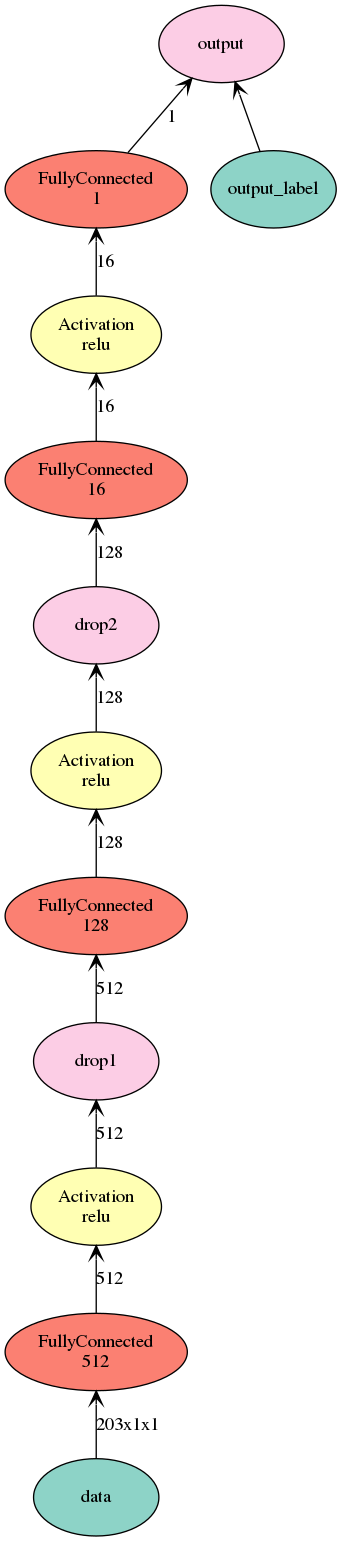 output
1
FullyConnected
1
output_label
16
Activation
relu
16
FullyConnected
16
128
drop2
128
Activation
relu
128
FullyConnected
128
512
drop1
512
Activation
relu
512
FullyConnected
512
203x1x1
data